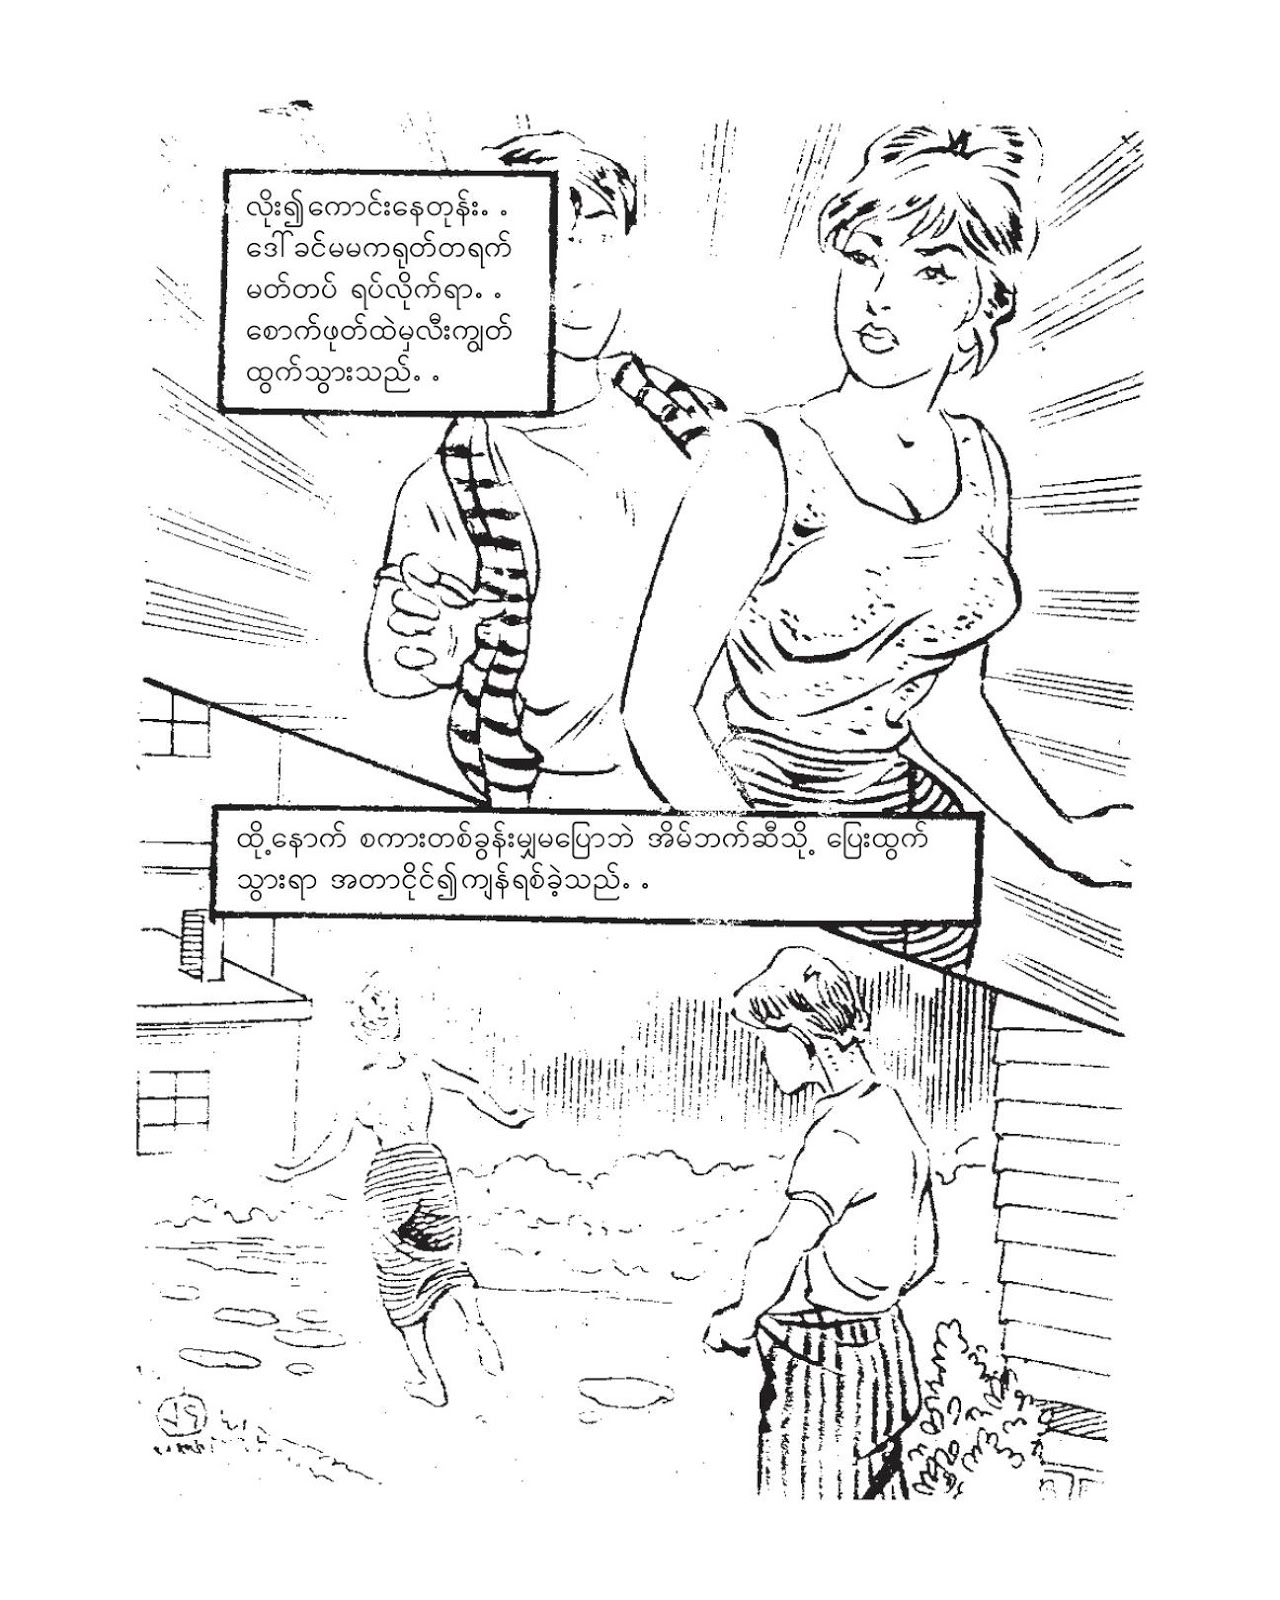 လိုး၍ကောင်းနေတုန်း. .
ဒေါ်ခင်မမကရုတ်တရက်
မတ်တပ် ရပ်လိုက်ရာ. .
စောက်ဖုတ်ထဲမှလီးကျွတ်
ထွက်သွားသည်. .
ထို့နောက် စကားတစ်ခွန်းမျှမပြောဘဲ အိမ်ဘက်ဆီသို့ ပြေးထွက်
သွားရာ အတာငိုင်၍ကျန်ရစ်ခဲ့သည်. .